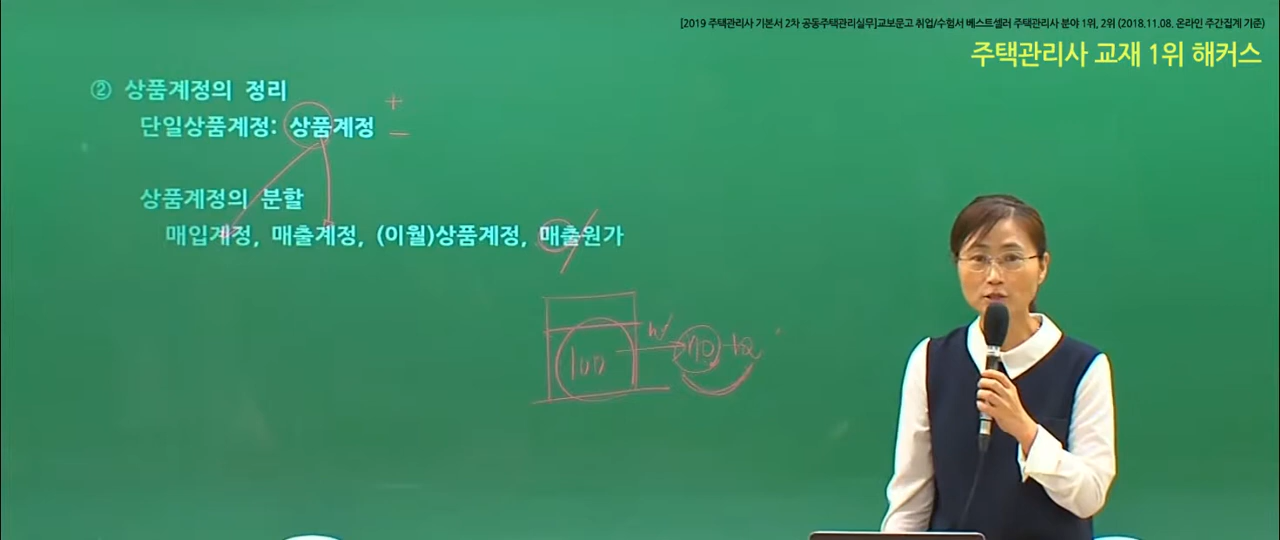 [2019 주택관리사 기본서 2차 공동주택관리실무]교보문고 취업/수험서 베스트셀러 주택관리사 분야 1위, 2위 (2018.11.08. 온라인 주간집계 기준)
주택관리사 교재 1위 해커스
② 상품계정의 정리
단일상품계정: 상품계정
+
−
상품계정의 분할
매입계정, 매출계정, (이월)상품계정, 매출원가
100
70